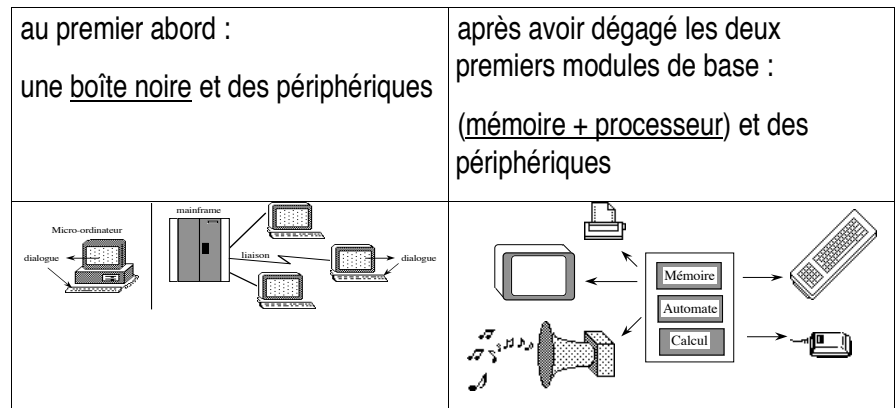 au premier abord :
une boîte noire et des périphériques
après avoir dégagé les deux
premiers modules de base :
(mémoire + processeur) et des
périphériques
Micro-ordinateur
dialogue
mainframe
liaison
dialogue
Mémoire
Automate
Calcul